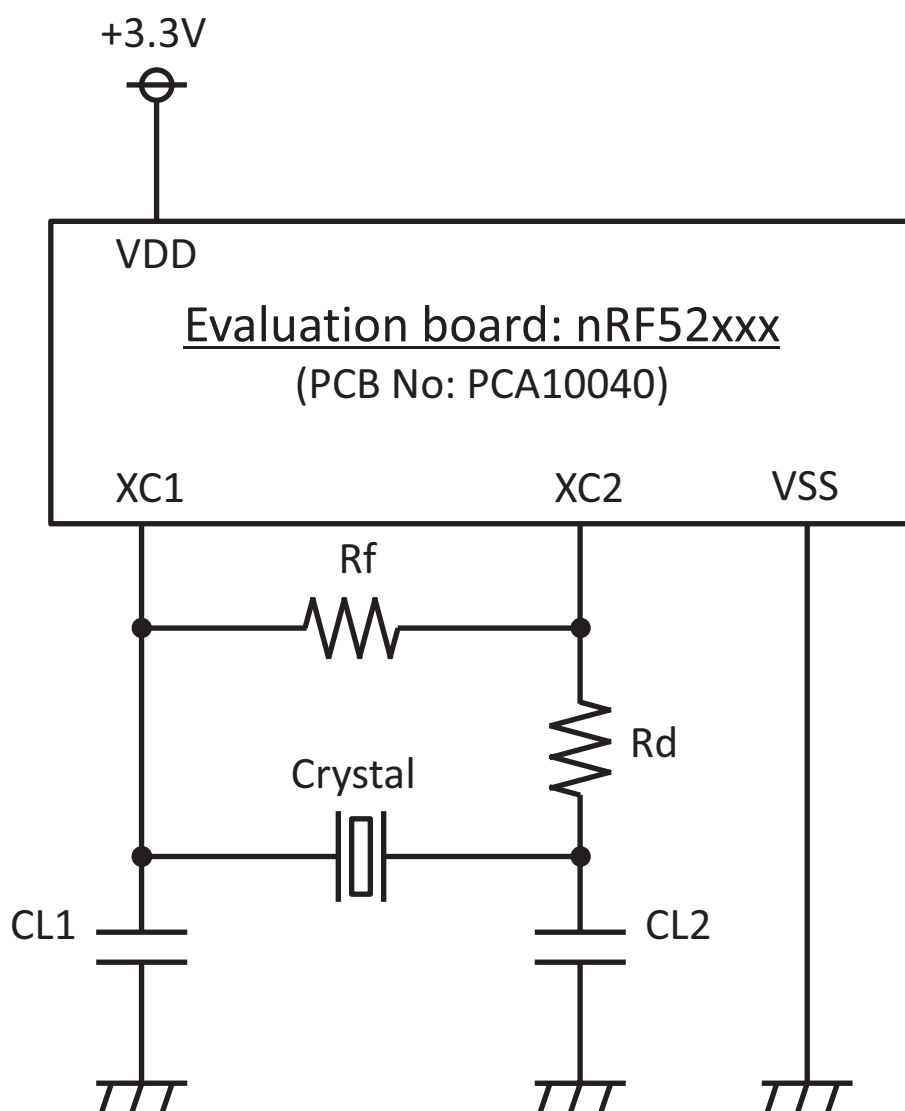 +3.3V
VDD
Evaluation board: nRF52xxx
(PCB No: PCA10040)
XC1 XC2 VSS
Rf
Rd
Crystal
CL1 CL2